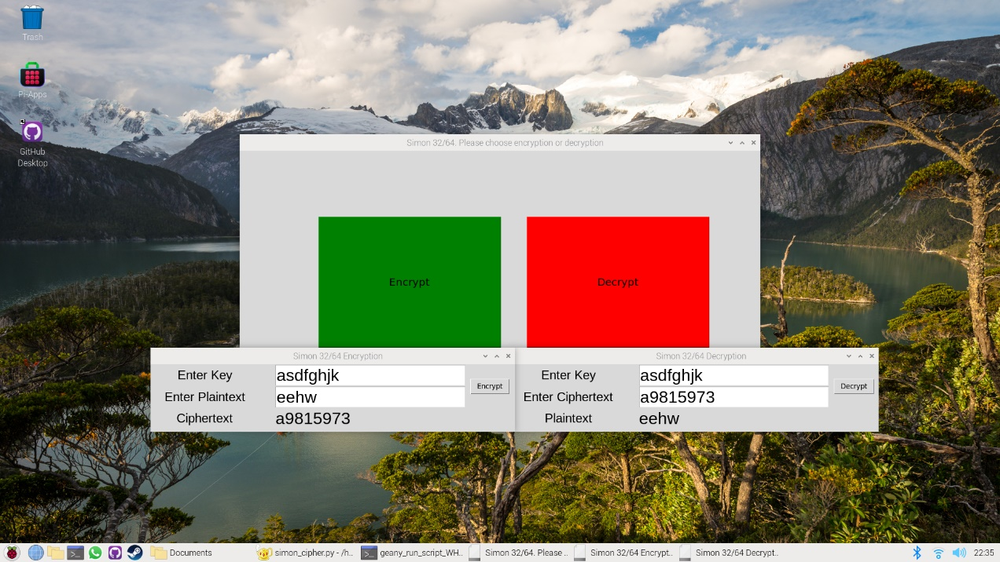 Trash
Pi-Apps
GitHub
Desktop
Simon 32/64. Please choose encryption or decryption
Encrypt
Decrypt
Simon 32/64 Encryption
Enter Key
asdfghjk
Enter Plaintext
eehw
Encrypt
Ciphertext
a9815973
Simon 32/64 Decryption
Enter Key
asdfghjk
Enter Ciphertext
a9815973
Decrypt
Plaintext
eehw
Documents
simon_cipher.py - /h..
geany_run_script_WH..
Simon 32/64. Please ..
Simon 32/64 Encrypt..
Simon 32/64 Decrypt..
22:35